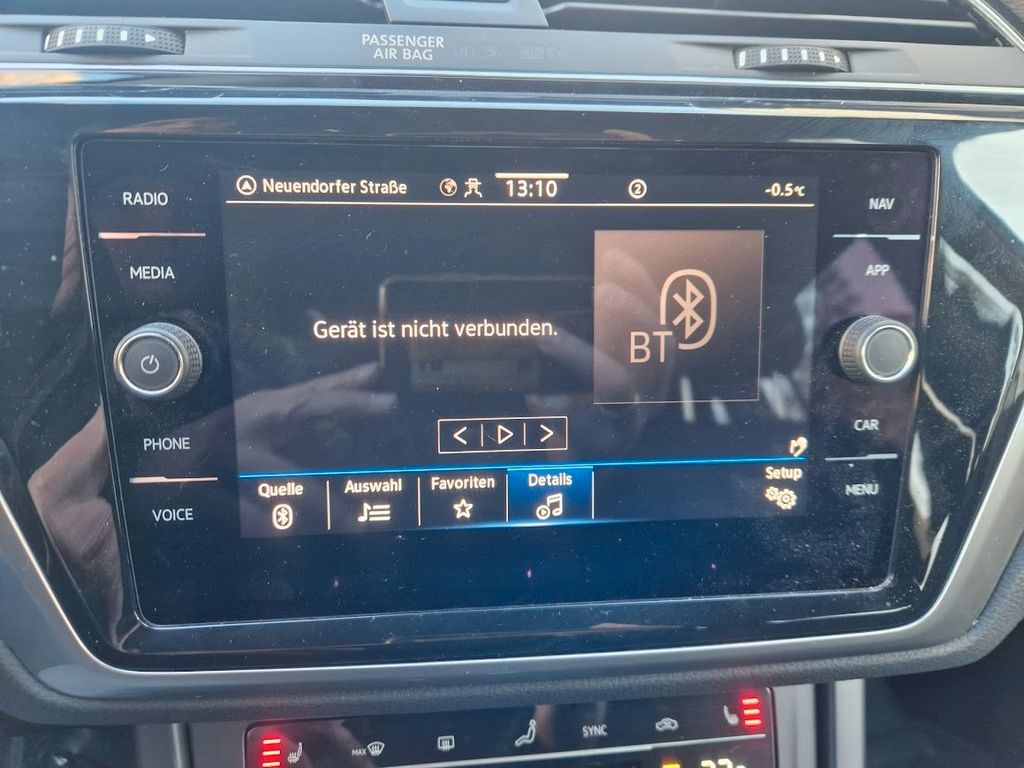 PASSENGER
AIR BAG
Neuendorfer Straße
13:10
2
-0.5°C
RADIO
MEDIA
PHONE
VOICE
NAV
APP
CAR
MENU
Gerät ist nicht verbunden.
BT
Quelle
Auswahl
Favoriten
Details
Setup
MAX
SYNC